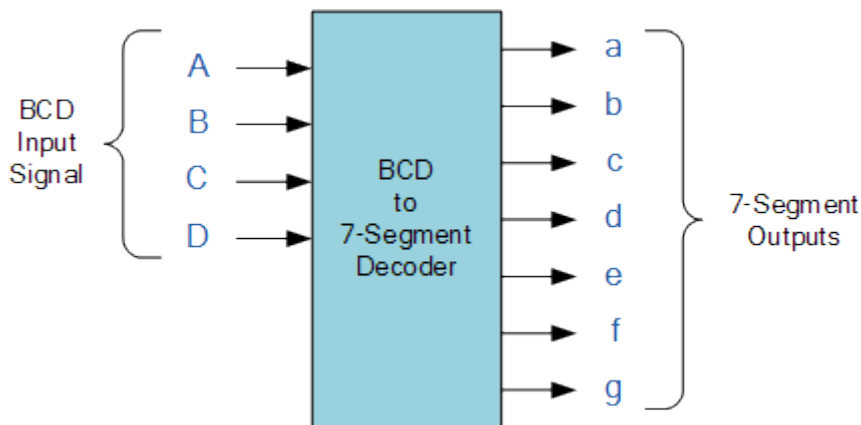 BCD
Input
Signal
A
B
C
D
BCD
to
7-Segment
Decoder
a
b
c
d
e
f
g
7-Segment
Outputs